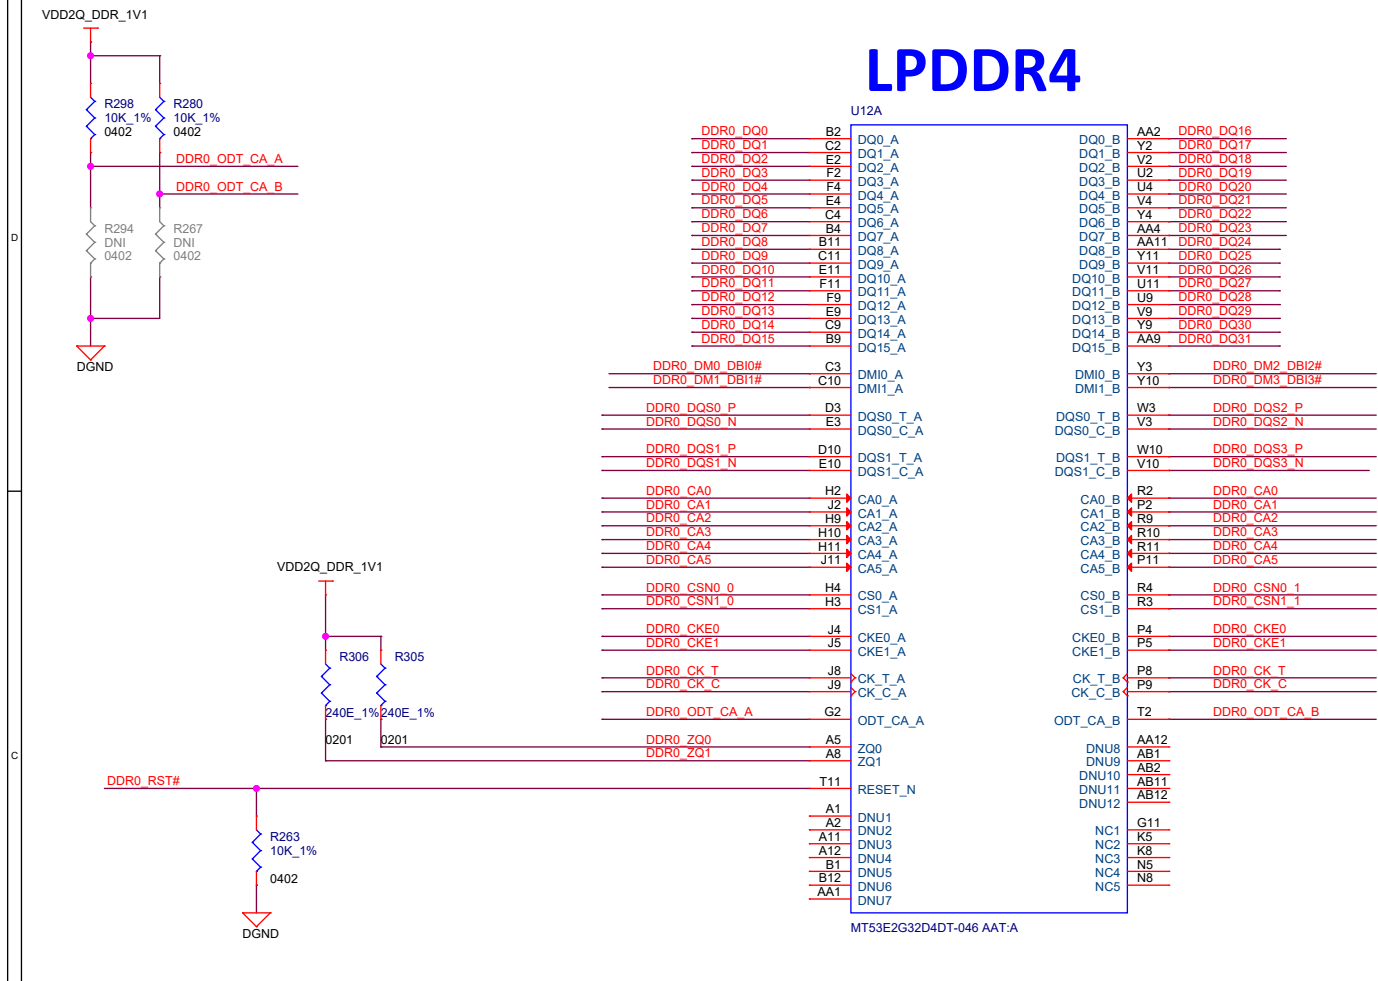 VDD2Q_DDR_1V1
R298
10K_1%
0402
R280
10K_1%
0402
DDR0_ODT_CA_A
DDR0_ODT_CA_B
R294
DNI
0402
R267
DNI
0402
DGND
D
C
LPDDR4
U12A
DDR0_DQ0 B2 DQ0_A DQ0_B AA2 DDR0_DQ16
DDR0_DQ1 C2 DQ1_A DQ1_B Y2 DDR0_DQ17
DDR0_DQ2 E2 DQ2_A DQ2_B V2 DDR0_DQ18
DDR0_DQ3 F2 DQ3_A DQ3_B U2 DDR0_DQ19
DDR0_DQ4 F4 DQ4_A DQ4_B U4 DDR0_DQ20
DDR0_DQ5 E4 DQ5_A DQ5_B V4 DDR0_DQ21
DDR0_DQ6 C4 DQ6_A DQ6_B Y4 DDR0_DQ22
DDR0_DQ7 B4 DQ7_A DQ7_B AA4 DDR0_DQ23
DDR0_DQ8 B11 DQ8_A DQ8_B AA11 DDR0_DQ24
DDR0_DQ9 C11 DQ9_A DQ9_B Y11 DDR0_DQ25
DDR0_DQ10 E11 DQ10_A DQ10_B V11 DDR0_DQ26
DDR0_DQ11 F11 DQ11_A DQ11_B U11 DDR0_DQ27
DDR0_DQ12 F9 DQ12_A DQ12_B U9 DDR0_DQ28
DDR0_DQ13 E9 DQ13_A DQ13_B V9 DDR0_DQ29
DDR0_DQ14 C9 DQ14_A DQ14_B Y9 DDR0_DQ30
DDR0_DQ15 B9 DQ15_A DQ15_B AA9 DDR0_DQ31
DDR0_DM0_DBI0# C3 DMI0_A DMI0_B Y3 DDR0_DM2_DBI2#
DDR0_DM1_DBI1# C10 DMI1_A DMI1_B Y10 DDR0_DM3_DBI3#
DDR0_DQS0_P D3 DQS0_T_A DQS0_T_B W3 DDR0_DQS2_P
DDR0_DQS0_N E3 DQS0_C_A DQS0_C_B V3 DDR0_DQS2_N
DDR0_DQS1_P D10 DQS1_T_A DQS1_T_B W10 DDR0_DQS3_P
DDR0_DQS1_N E10 DQS1_C_A DQS1_C_B V10 DDR0_DQS3_N
DDR0_CA0 H2 CA0_A CA0_B R2 DDR0_CA0
DDR0_CA1 J2 CA1_A CA1_B P2 DDR0_CA1
DDR0_CA2 H9 CA2_A CA2_B R9 DDR0_CA2
DDR0_CA3 H10 CA3_A CA3_B R10 DDR0_CA3
DDR0_CA4 H11 CA4_A CA4_B R11 DDR0_CA4
DDR0_CA5 J11 CA5_A CA5_B P11 DDR0_CA5
DDR0_CSN0_0 H4 CS0_A CS0_B R4 DDR0_CSN0_1
DDR0_CSN1_0 H3 CS1_A CS1_B R3 DDR0_CSN1_1
DDR0_CKE0 J4 CKE0_A CKE0_B P4 DDR0_CKE0
DDR0_CKE1 J5 CKE1_A CKE1_B P5 DDR0_CKE1
DDR0_CK_T J8 CK_T_A CK_T_B P8 DDR0_CK_T
DDR0_CK_C J9 CK_C_A CK_C_B P9 DDR0_CK_C
DDR0_ODT_CA_A G2 ODT_CA_A ODT_CA_B T2 DDR0_ODT_CA_B
DDR0_ZQ0 A5 ZQ0 DNU8 AA12
DDR0_ZQ1 A8 ZQ1 DNU9 AB1
DNU10 AB2
T11 RESET_N DNU11 AB11
DNU12 AB12
A1 DNU1
A2 DNU2 NC1 G11
A11 DNU3 NC2 K5
A12 DNU4 NC3 K8
B1 DNU5 NC4 N5
B12 DNU6 NC5 N8
AA1 DNU7
MT53E2G32D4DT-046 AAT:A
VDD2Q_DDR_1V1
R306 R305
240E_1% 240E_1%
0201 0201
DDR0_RST#
R263
10K_1%
0402
DGND